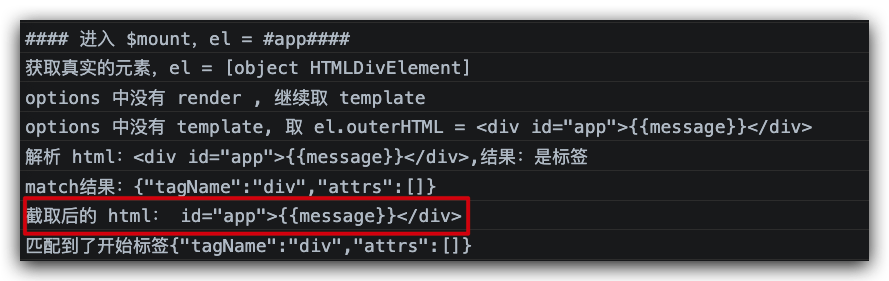 #### 进入 $mount，el = #app####
获取真实的元素，el = [object HTMLDivElement]
options 中没有 render , 继续取 template
options 中没有 template, 取 el.outerHTML = <div id="app">{{message}}</div>
解析 html：<div id="app">{{message}}</div>,结果：是标签
match结果：{"tagName":"div","attrs":[]}
截取后的 html： id="app">{{message}}</div>
匹配到了开始标签{"tagName":"div","attrs":[]}